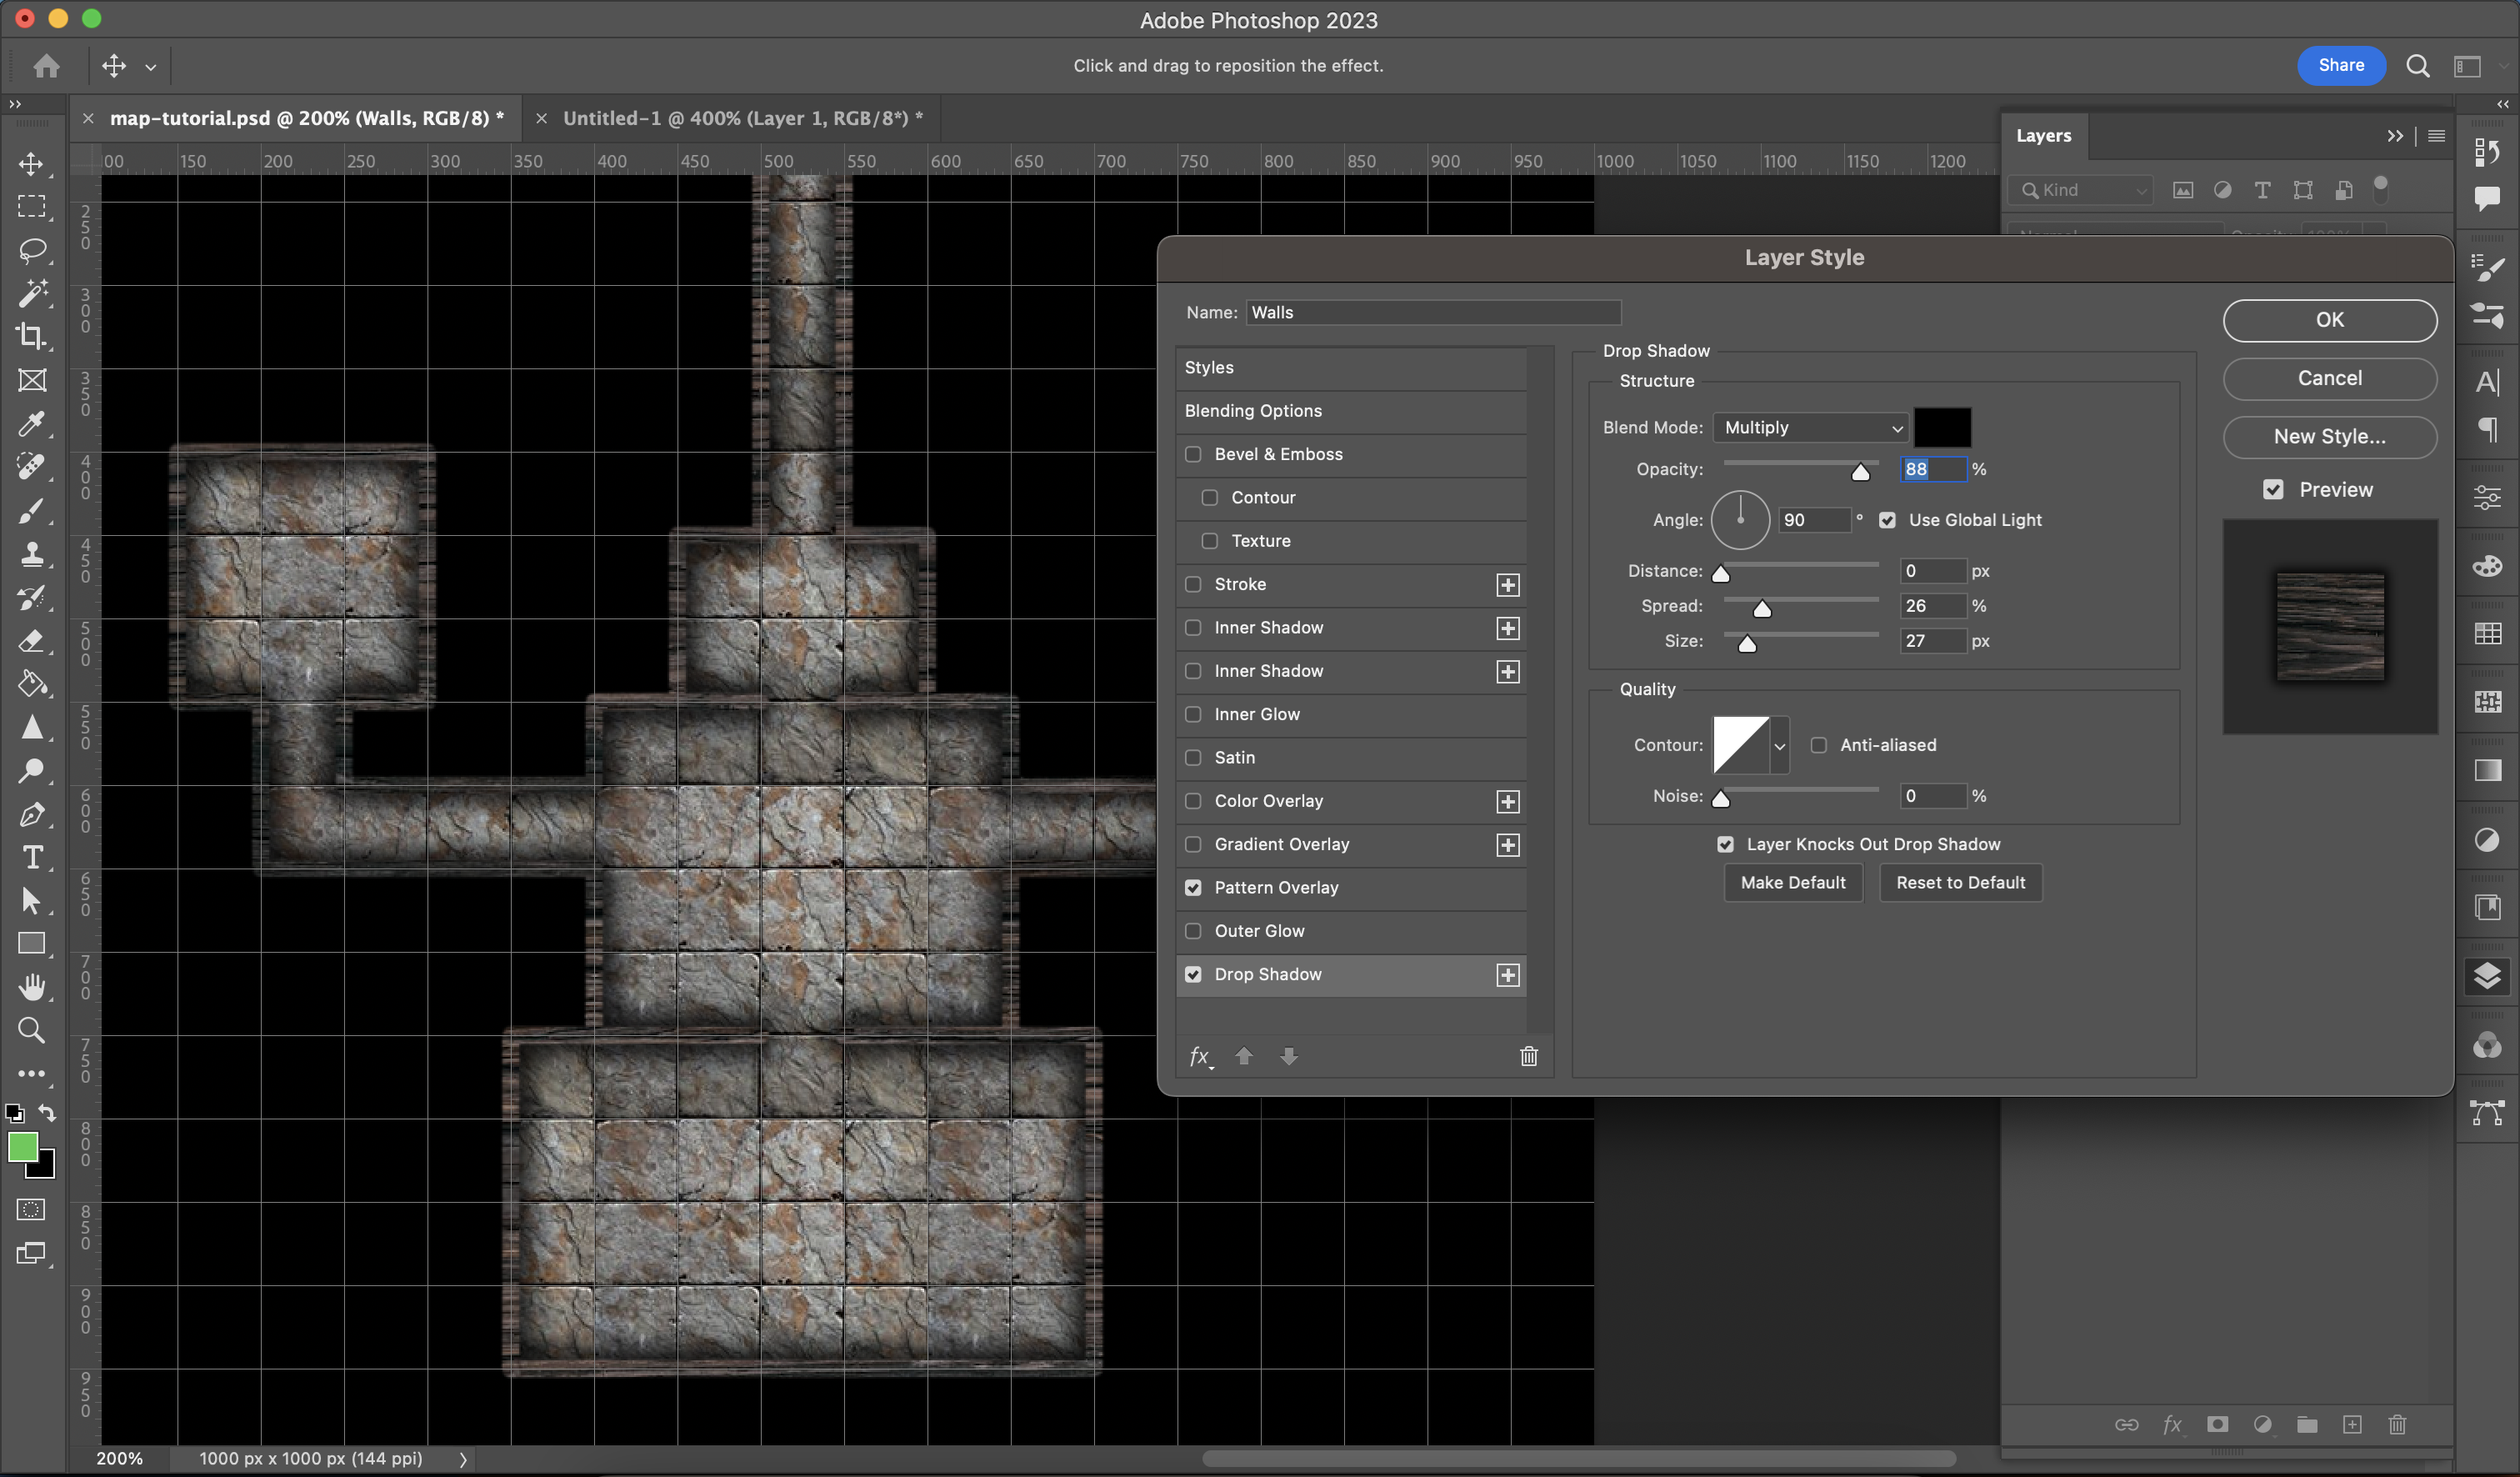 Adobe Photoshop 2023
Click and drag to reposition the effect.
Share
map-tutorial.psd @ 200% (Walls, RGB/8) *
Untitled-1 @ 400% (Layer 1, RGB/8*) *
00 150 200 250 300 350 400 450 500 550 600 650 700 750 800 850 900 950 1000 1050 1100 1150 1200
250
300
350
400
450
500
550
600
650
700
750
800
850
900
950
Layers
Kind
Layer Style
Name: Walls
Styles
Blending Options
Bevel & Emboss
Contour
Texture
Stroke
Inner Shadow
Inner Shadow
Inner Glow
Satin
Color Overlay
Gradient Overlay
Pattern Overlay
Outer Glow
Drop Shadow
fx
Drop Shadow
Structure
Blend Mode: Multiply
Opacity: 88 %
Angle: 90 ° Use Global Light
Distance: 0 px
Spread: 26 %
Size: 27 px
Quality
Contour: Anti-aliased
Noise: 0 %
Layer Knocks Out Drop Shadow
Make Default Reset to Default
OK
Cancel
New Style...
Preview
fx
200% 1000 px x 1000 px (144 ppi)